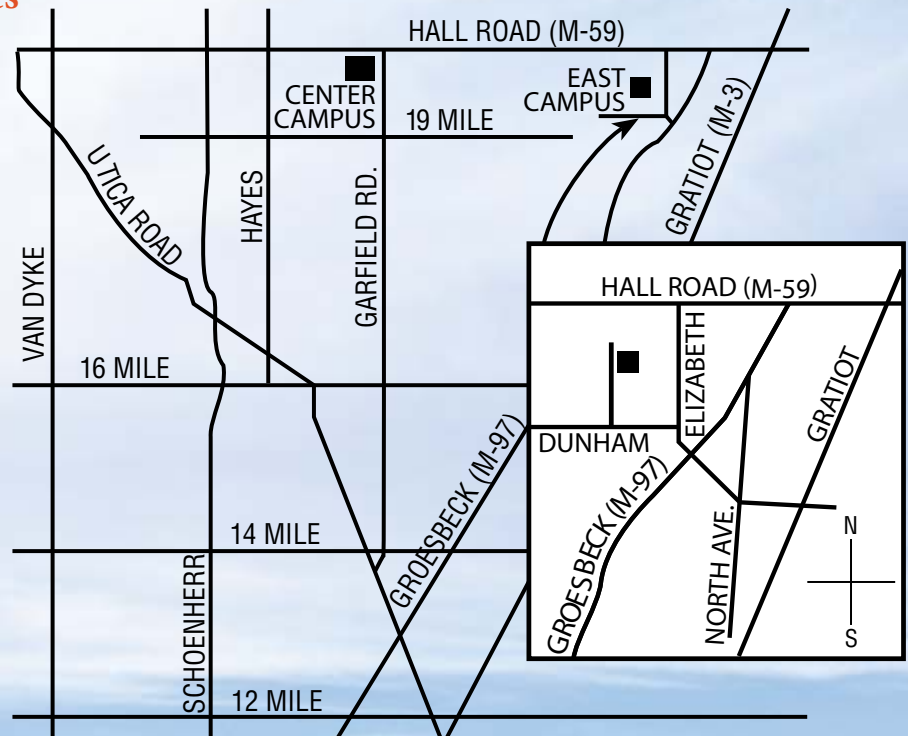 HALL ROAD (M-59)
CENTER
CAMPUS
EAST
CAMPUS
19 MILE
GRATIOT (M-3)
UTICA ROAD
HAYES
GARFIELD RD.
VAN DYKE
16 MILE
GROESBECK (M-97)
14 MILE
SCHOENHERR
12 MILE
HALL ROAD (M-59)
ELIZABETH
DUNHAM
GRATIOT
GROESBECK (M-97)
NORTH AVE.
N
S